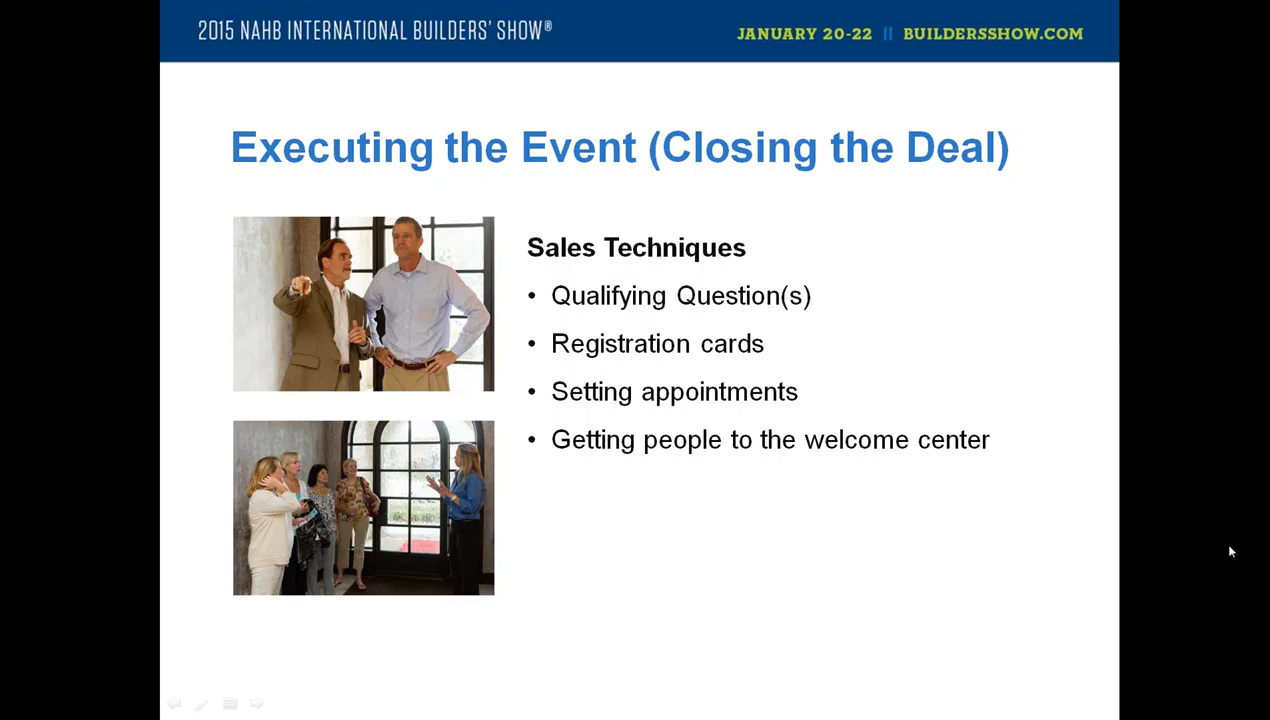 2015 NAHB INTERNATIONAL BUILDERS' SHOW®
JANUARY 20-22 || BUILDERSSHOW.COM
Executing the Event (Closing the Deal)
Sales Techniques
• Qualifying Question(s)
• Registration cards
• Setting appointments
• Getting people to the welcome center